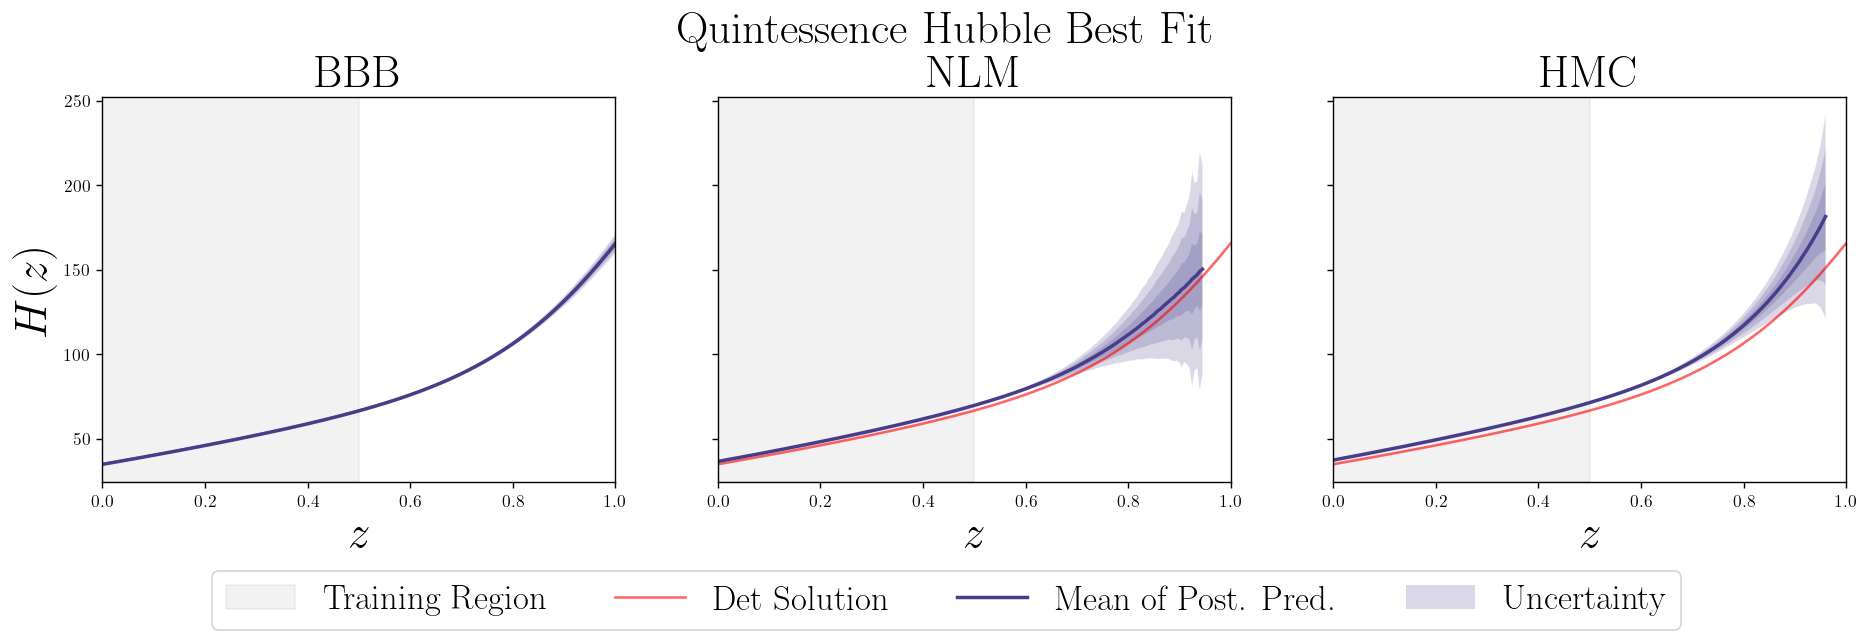 Quintessence Hubble Best Fit
BBB
NLM
HMC
H(z)
250
200
150
100
50
0.0 0.2 0.4 0.6 0.8 1.0
0.0 0.2 0.4 0.6 0.8 1.0
0.0 0.2 0.4 0.6 0.8 1.0
z
z
z
Training Region Det Solution Mean of Post. Pred. Uncertainty